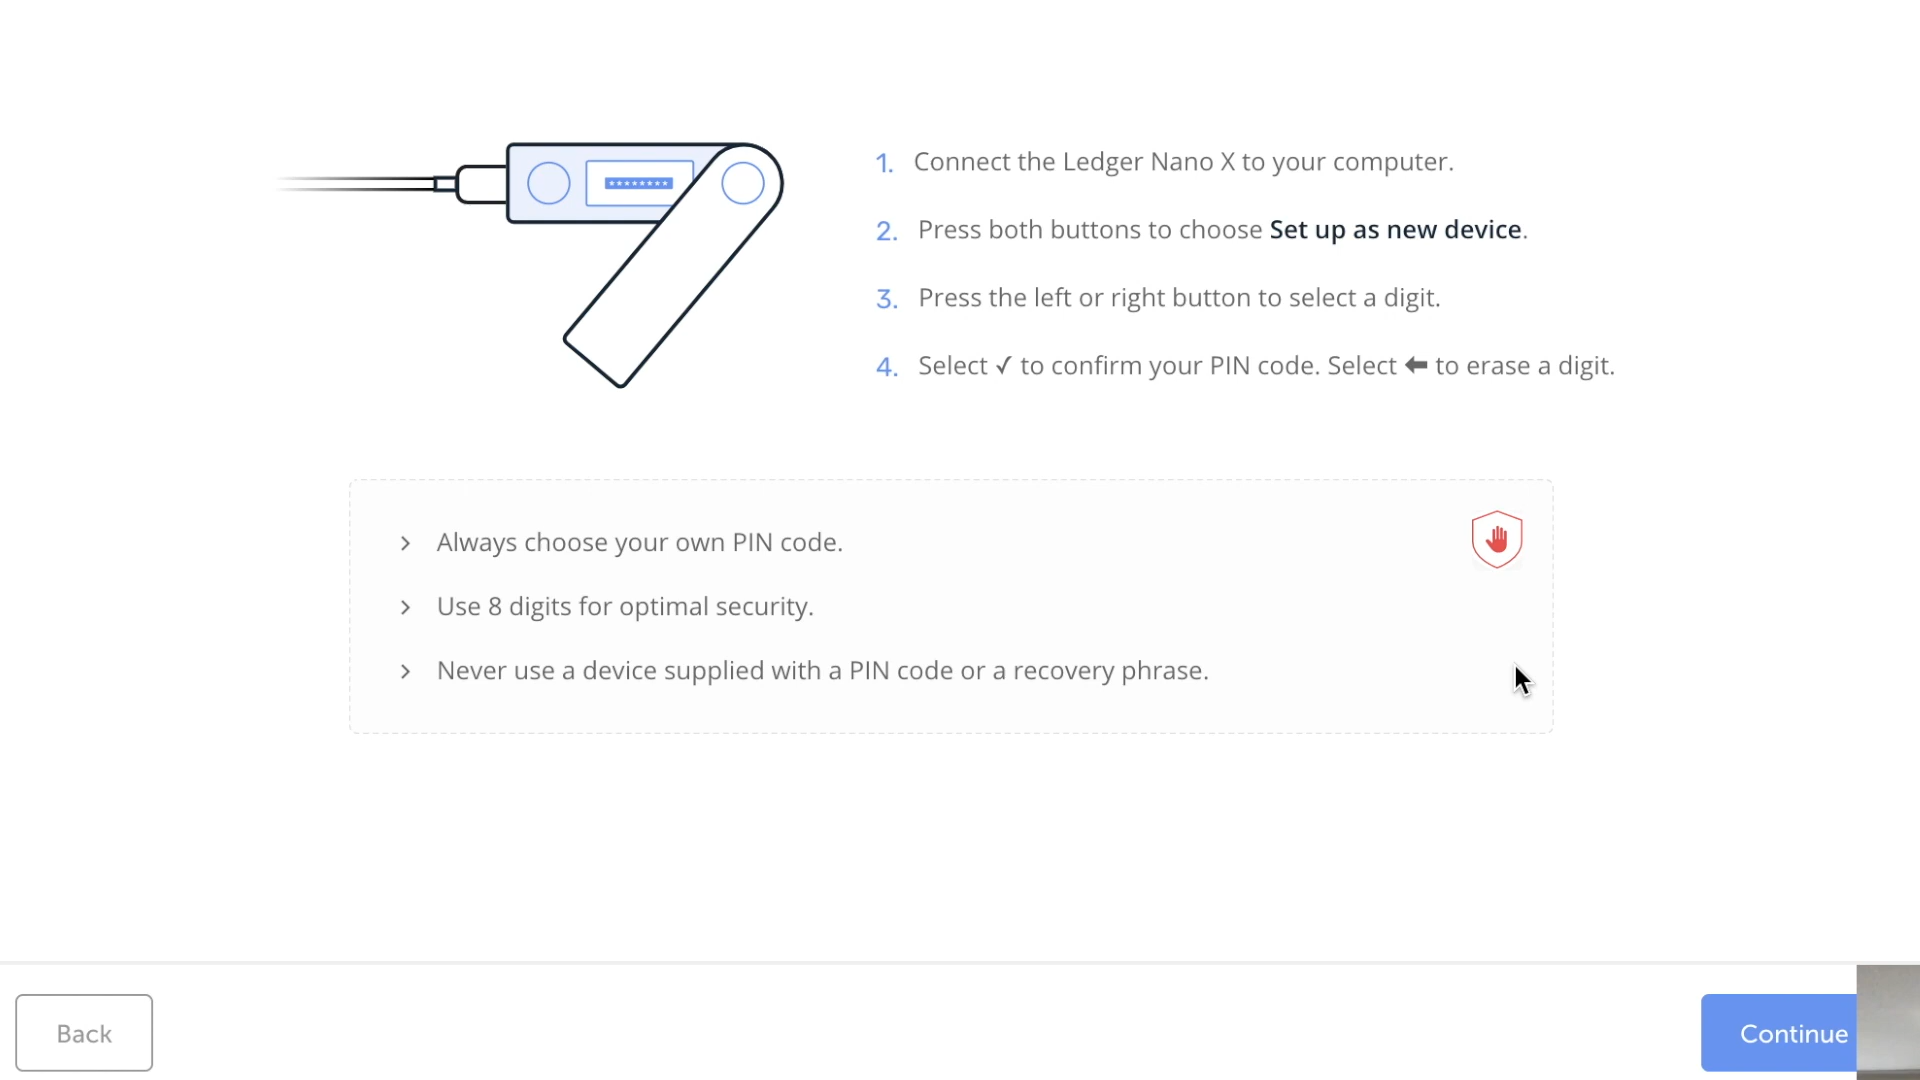 1. Connect the Ledger Nano X to your computer.
2. Press both buttons to choose Set up as new device.
3. Press the left or right button to select a digit.
4. Select ✓ to confirm your PIN code. Select ← to erase a digit.
********
> Always choose your own PIN code.
> Use 8 digits for optimal security.
> Never use a device supplied with a PIN code or a recovery phrase.
Back
Continue